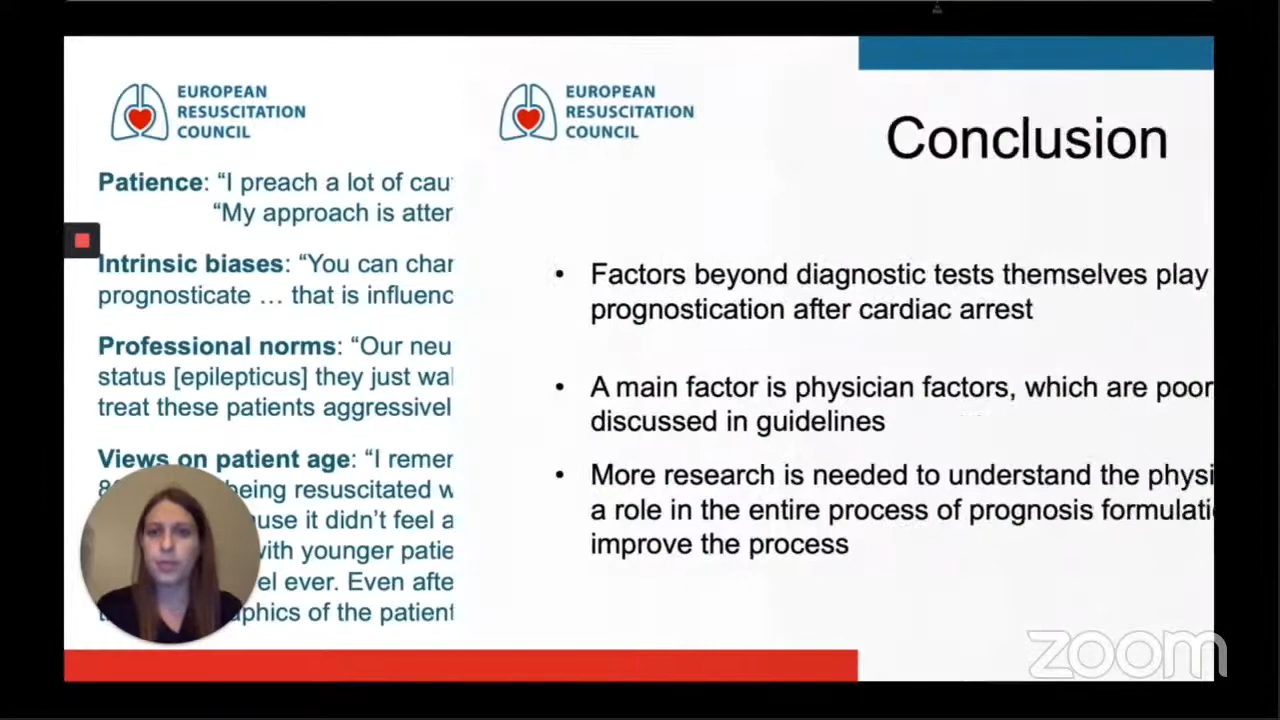 EUROPEAN
RESUSCITATION
COUNCIL
Patience: “I preach a lot of cau
“My approach is atter
Intrinsic biases: “You can char
prognosticate … that is influenc
Professional norms: “Our neu
status [epilepticus] they just wal
treat these patients aggressivel
Views on patient age: “I remer
being resuscitated w
it didn’t feel a
with younger patie
ever. Even afte
of the patient
EUROPEAN
RESUSCITATION
COUNCIL
Conclusion
• Factors beyond diagnostic tests themselves play
prognostication after cardiac arrest
• A main factor is physician factors, which are poor
discussed in guidelines
• More research is needed to understand the physi
a role in the entire process of prognosis formulati
improve the process
zoom